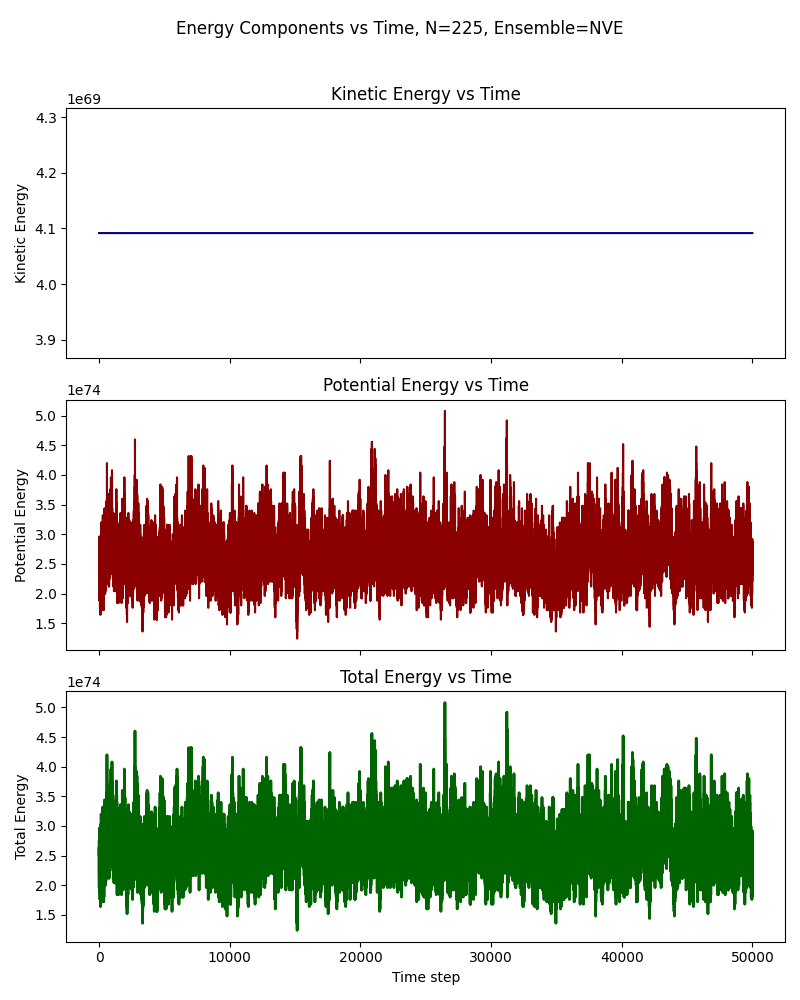 Energy Components vs Time, N=225, Ensemble=NVE
Kinetic Energy vs Time
1e69
4.3
4.2
4.1
4.0
3.9
Kinetic Energy
Potential Energy vs Time
1e74
5.0
4.5
4.0
3.5
3.0
2.5
2.0
1.5
Potential Energy
Total Energy vs Time
1e74
5.0
4.5
4.0
3.5
3.0
2.5
2.0
1.5
Total Energy
0 10000 20000 30000 40000 50000
Time step